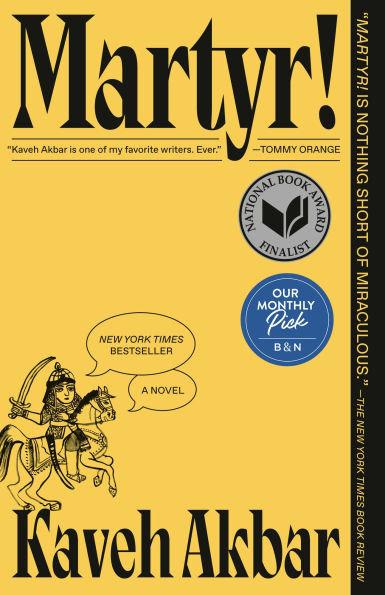 Martyr!
“Kaveh Akbar is one of my favorite writers. Ever.” —TOMMY ORANGE
NATIONAL BOOK AWARD
FINALIST
OUR
MONTHLY
Pick
B&N
NEW YORK TIMES
BESTSELLER
A NOVEL
Kaveh Akbar
“MARTYR! IS NOTHING SHORT OF MIRACULOUS.” —THE NEW YORK TIMES BOOK REVIEW